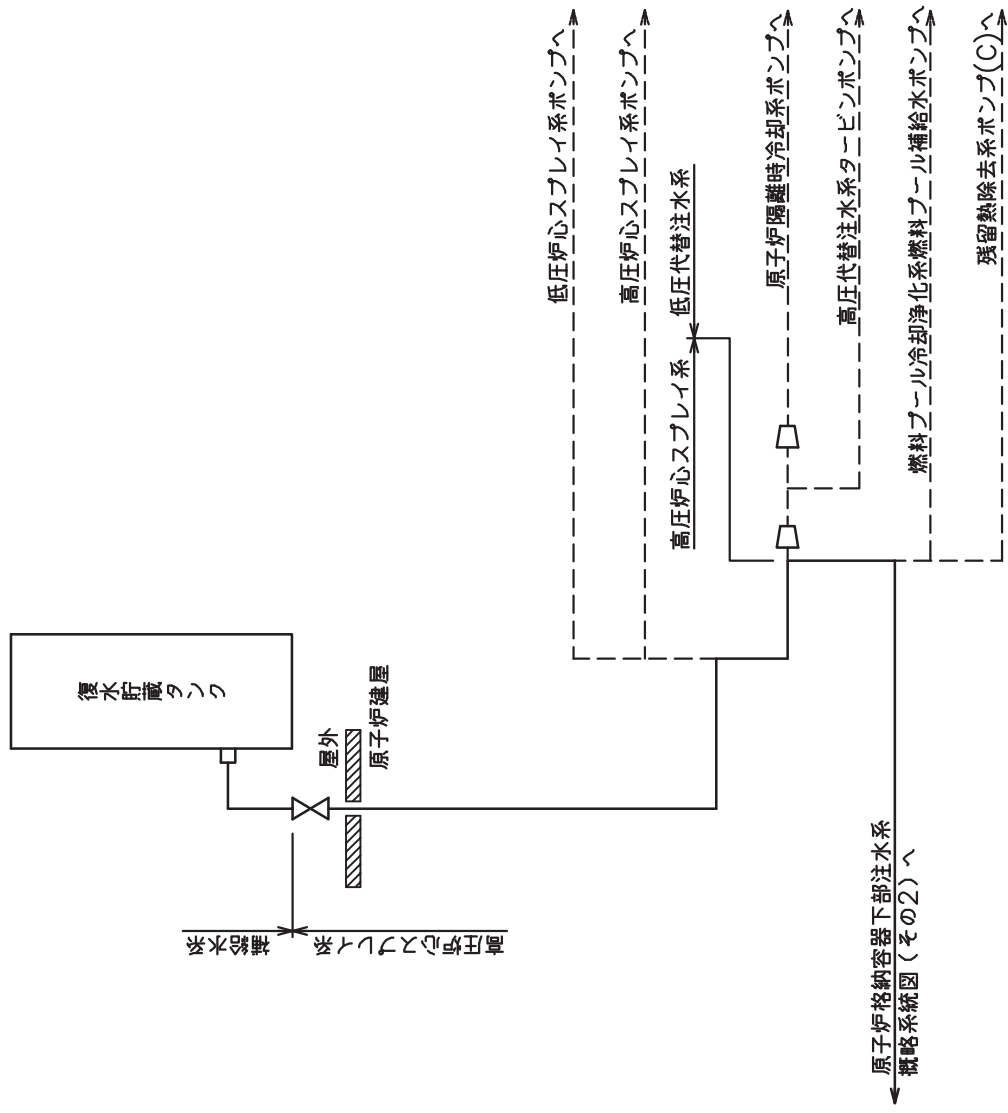 復水貯蔵タンク
屋外
原子炉建屋
補給水系
高圧炉心スプレイ系
低圧炉心スプレイ系ポンプへ
高圧炉心スプレイ系ポンプへ
高圧炉心スプレイ系
低圧代替注水系
原子炉隔離時冷却系ポンプへ
高圧代替注水系タービンポンプへ
燃料プール冷却浄化系燃料プール補給水ポンプへ
残留熱除去系ポンプ(C)へ
原子炉格納容器下部注水系
概略系統図(その2)へ